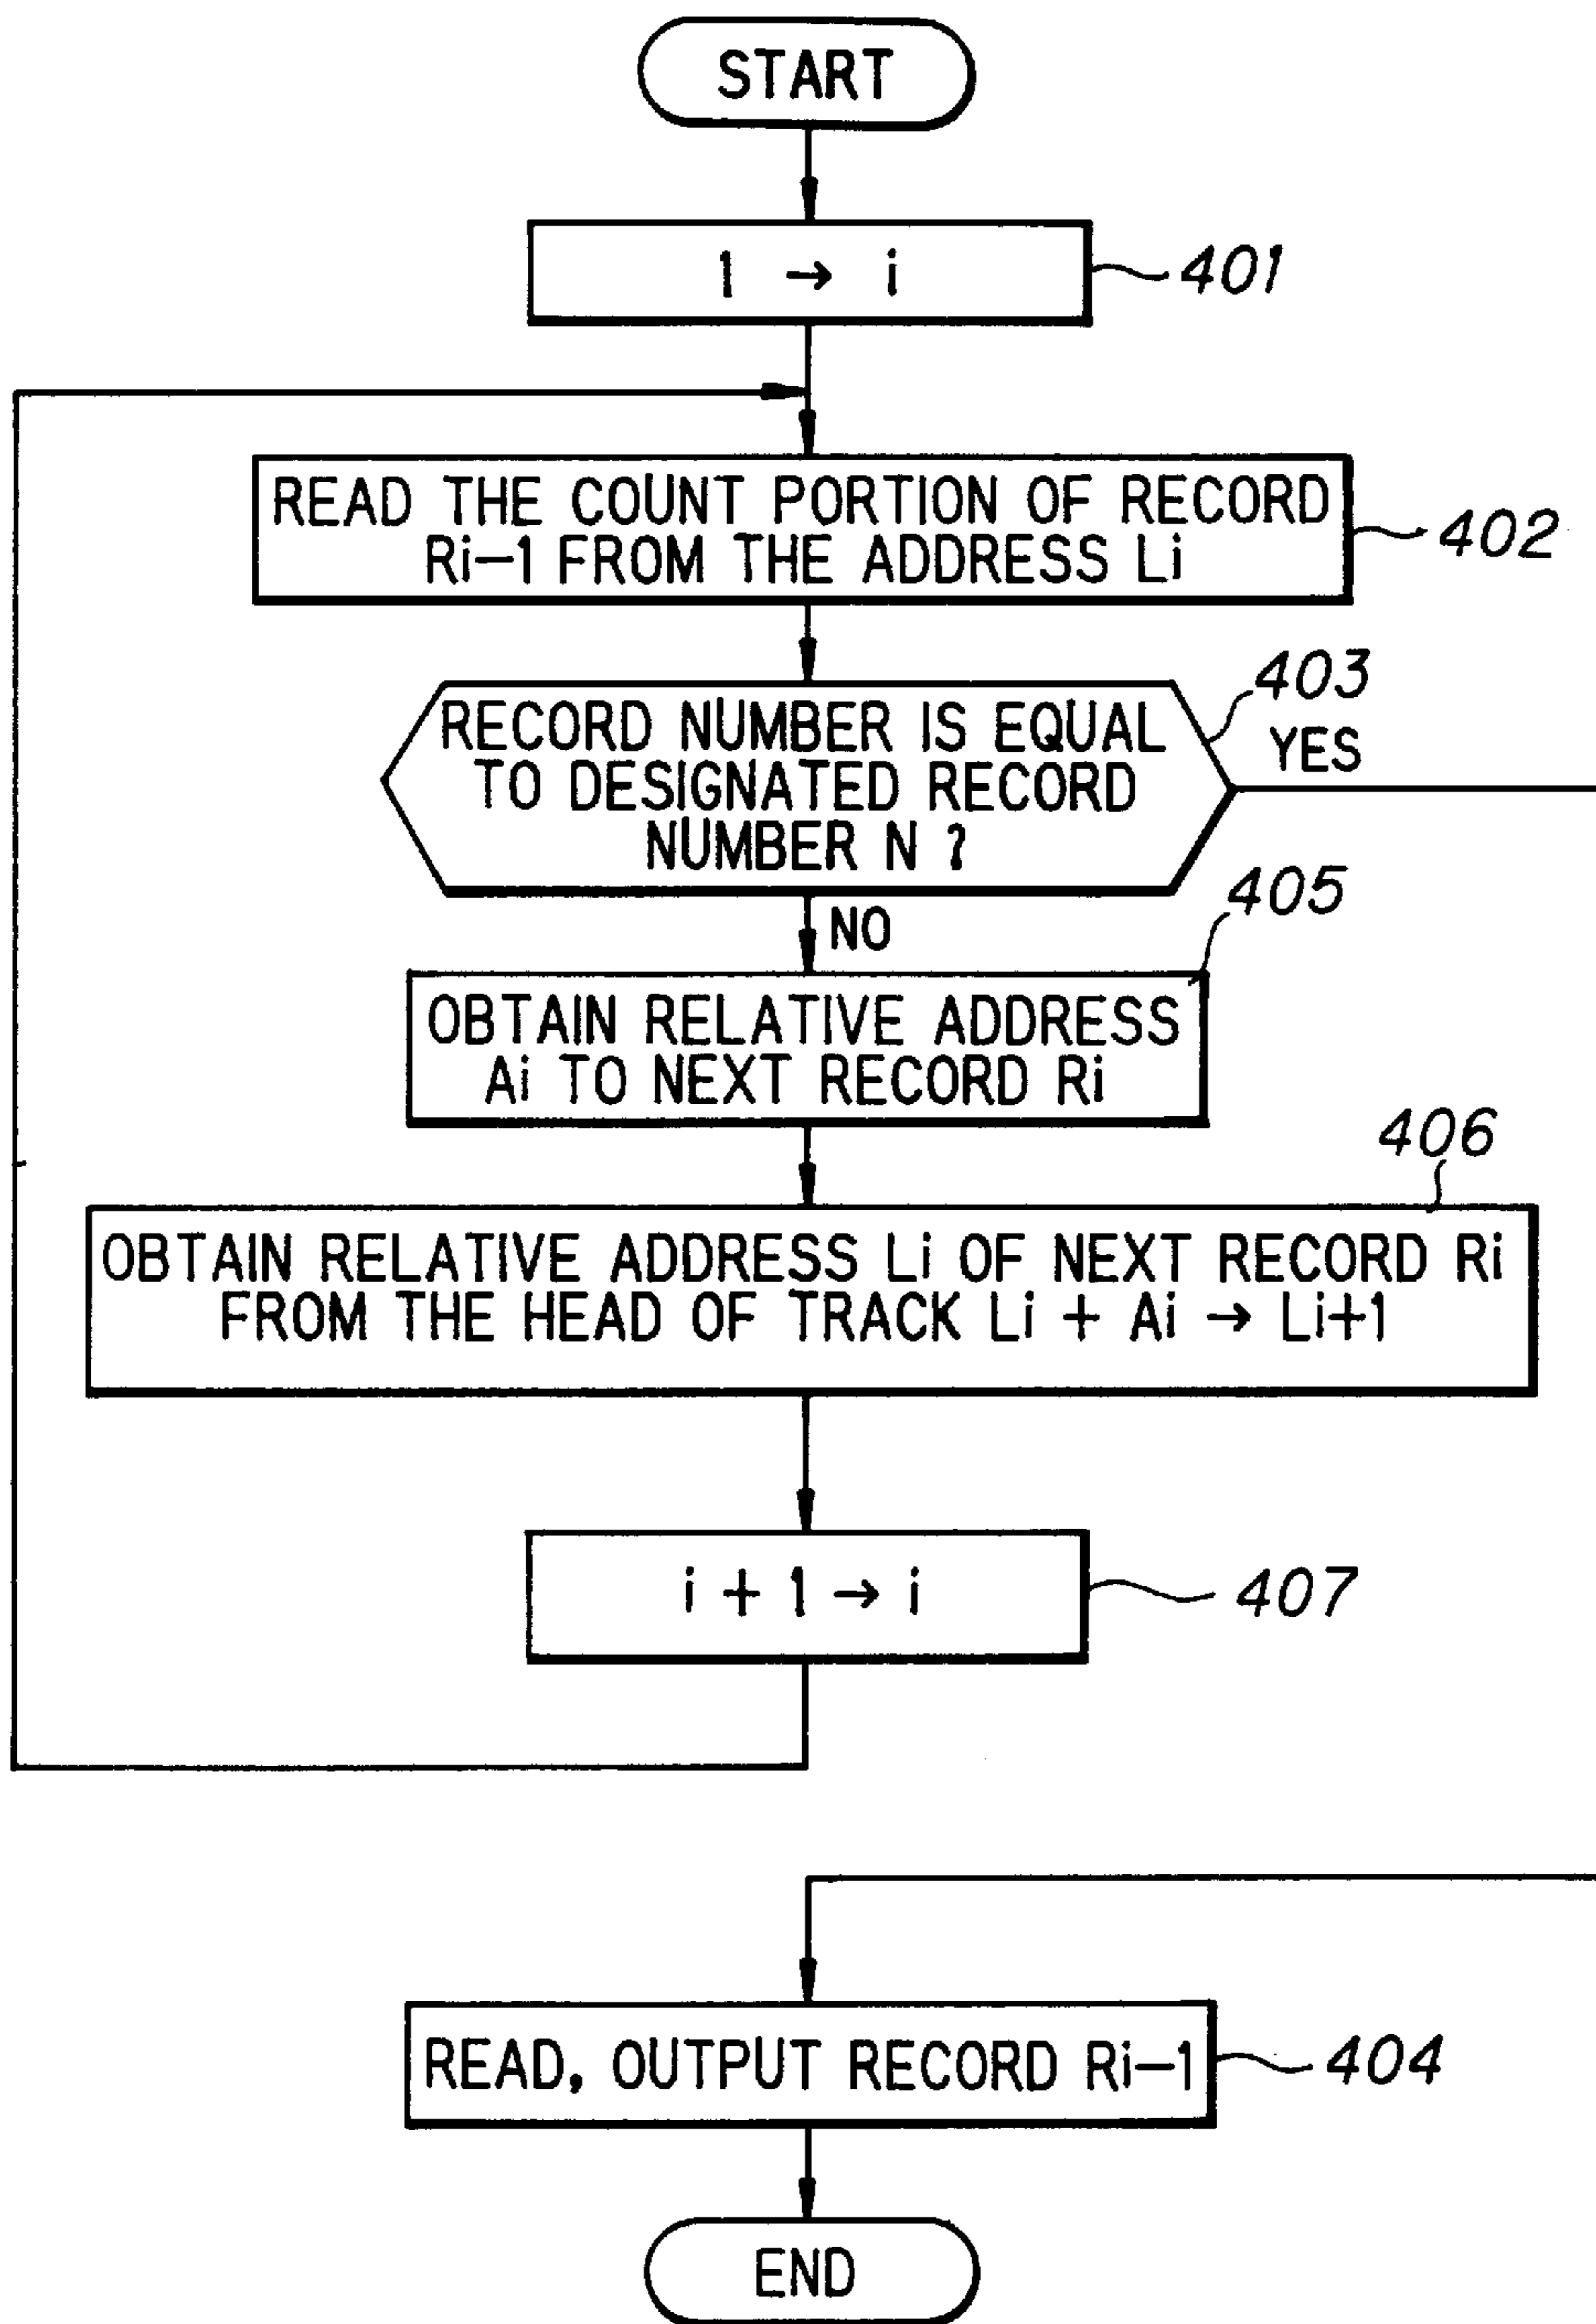 START
1 → i
401
READ THE COUNT PORTION OF RECORD
Ri−1 FROM THE ADDRESS Li
402
403
RECORD NUMBER IS EQUAL
TO DESIGNATED RECORD
NUMBER N ?
YES
NO
405
OBTAIN RELATIVE ADDRESS
Ai TO NEXT RECORD Ri
406
OBTAIN RELATIVE ADDRESS Li OF NEXT RECORD Ri
FROM THE HEAD OF TRACK Li + Ai → Li+1
i + 1 → i
407
READ, OUTPUT RECORD Ri−1
404
END